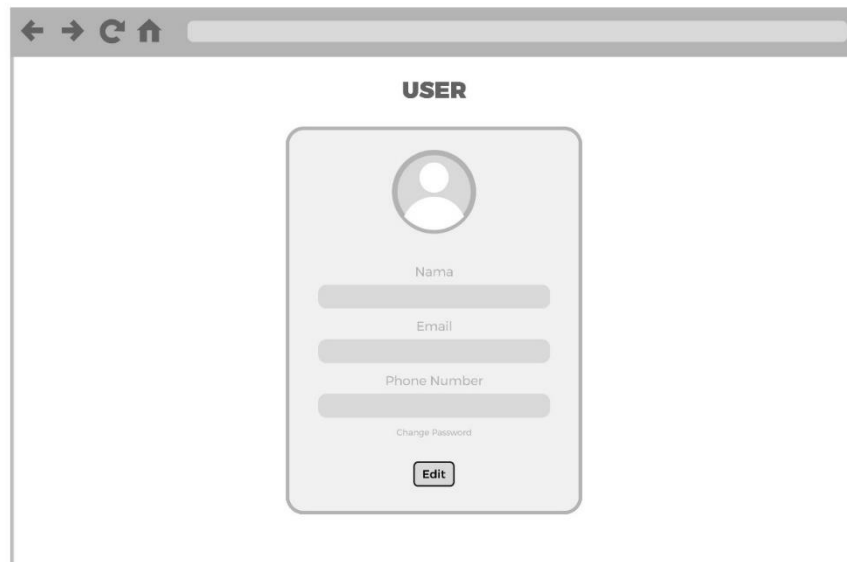 USER
Nama
Email
Phone Number
Change Password
Edit